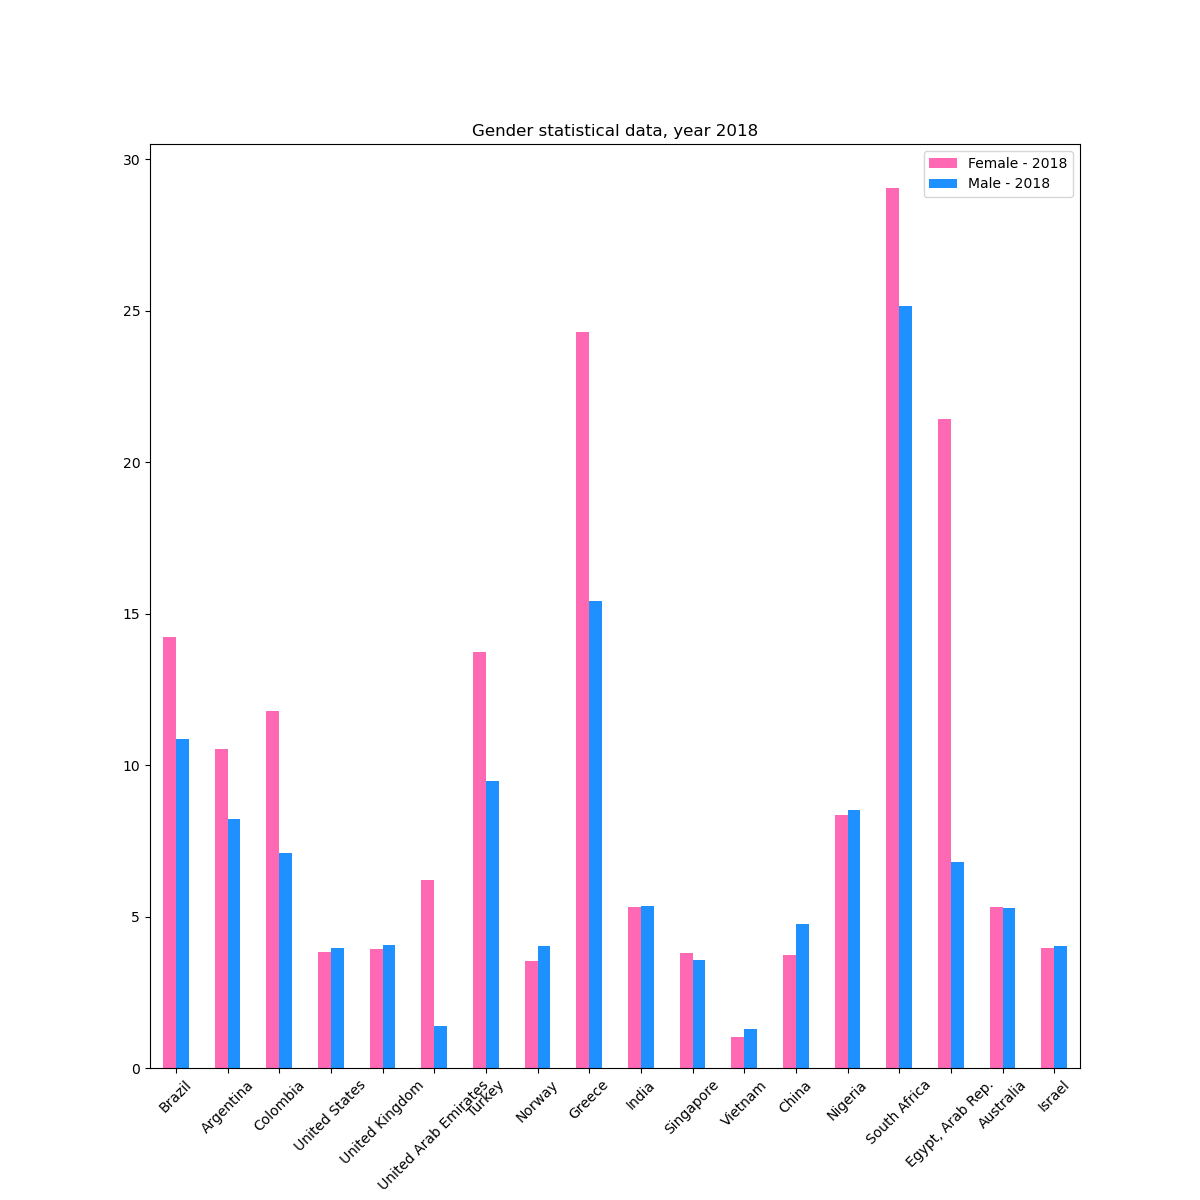 Gender statistical data, year 2018
Female - 2018
Male - 2018
30
25
20
15
10
5
0
Brazil
Argentina
Colombia
United States
United Kingdom
United Arab Emirates
Turkey
Norway
Greece
India
Singapore
Vietnam
China
Nigeria
South Africa
Egypt, Arab Rep.
Australia
Israel